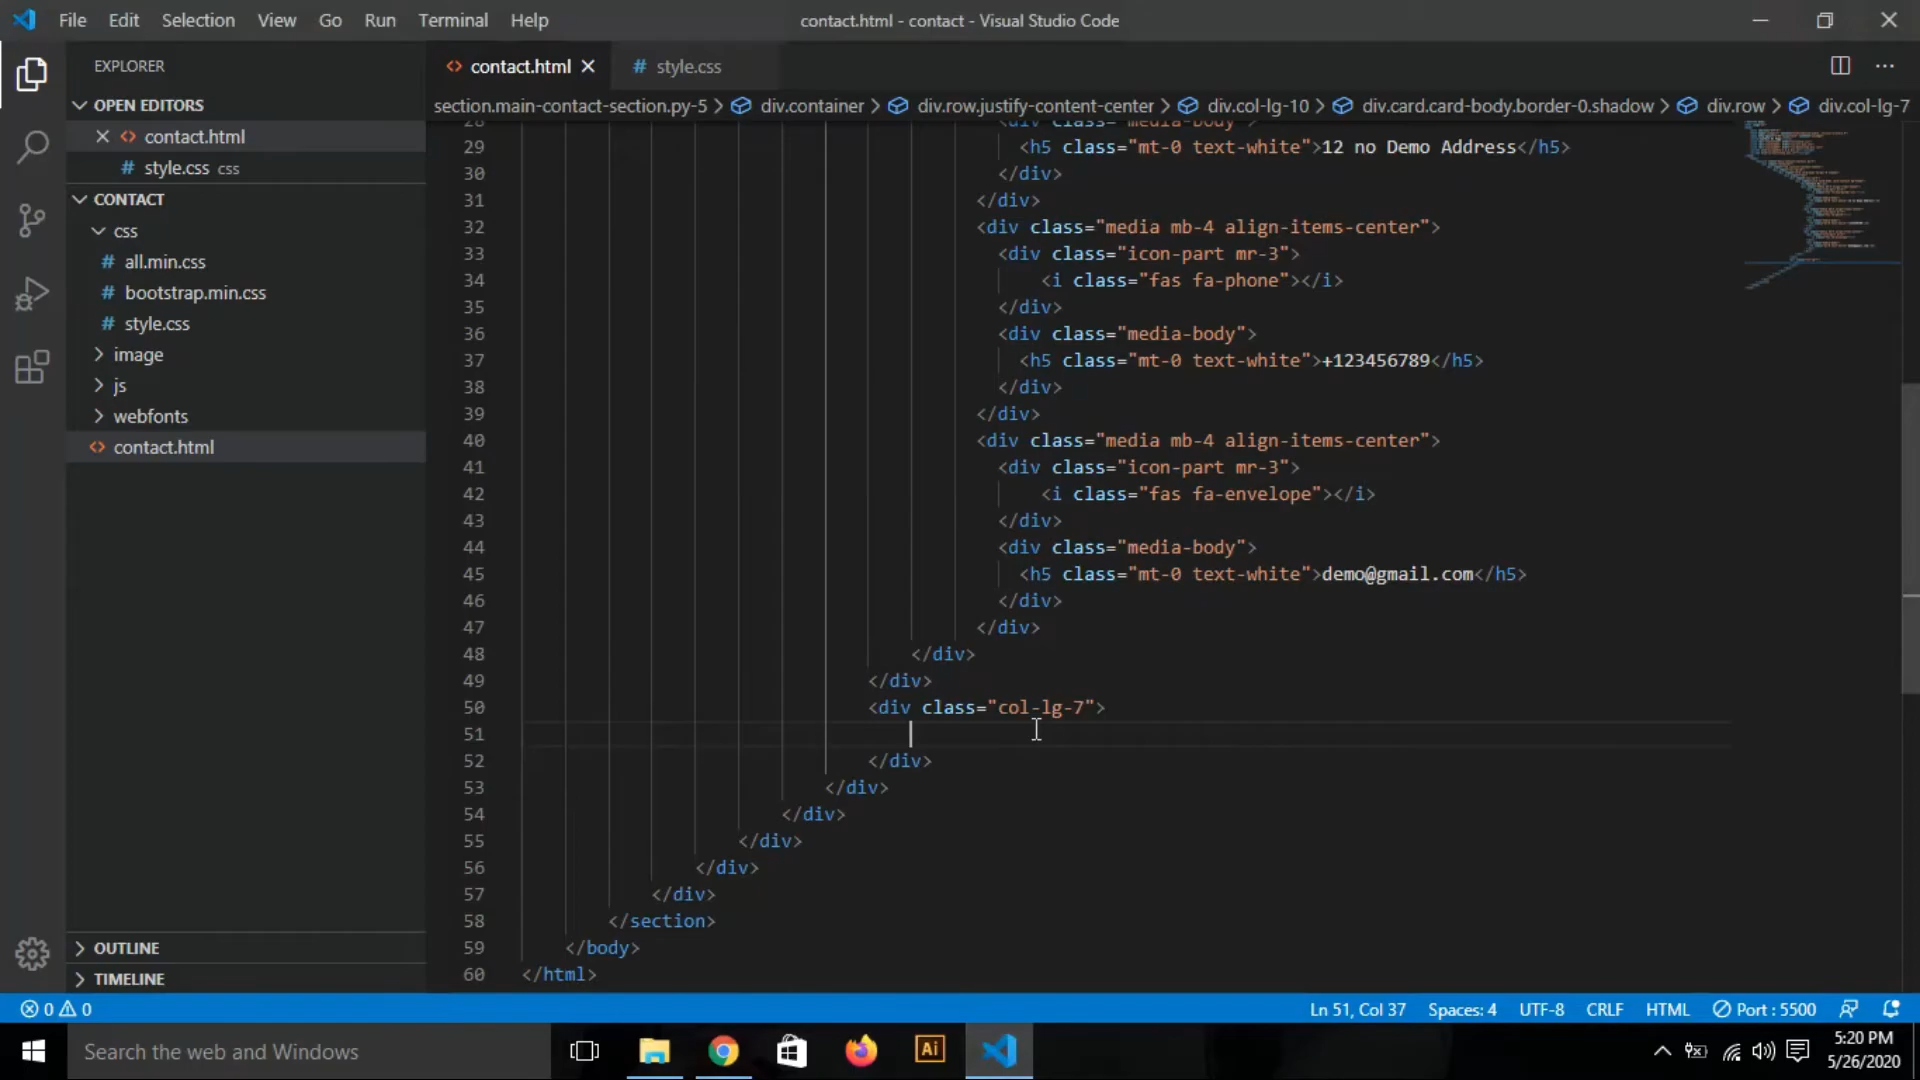 File Edit Selection View Go Run Terminal Help
contact.html - contact - Visual Studio Code
EXPLORER
OPEN EDITORS
contact.html
style.css css
CONTACT
css
all.min.css
bootstrap.min.css
style.css
image
js
webfonts
contact.html
OUTLINE
TIMELINE
contact.html style.css
section.main-contact-section.py-5 > div.container > div.row.justify-content-center > div.col-lg-10 > div.card.card-body.border-0.shadow > div.row > div.col-lg-7
28 <div class="media-body">
29 <h5 class="mt-0 text-white">12 no Demo Address</h5>
30 </div>
31 </div>
32 <div class="media mb-4 align-items-center">
33 <div class="icon-part mr-3">
34 <i class="fas fa-phone"></i>
35 </div>
36 <div class="media-body">
37 <h5 class="mt-0 text-white">+123456789</h5>
38 </div>
39 </div>
40 <div class="media mb-4 align-items-center">
41 <div class="icon-part mr-3">
42 <i class="fas fa-envelope"></i>
43 </div>
44 <div class="media-body">
45 <h5 class="mt-0 text-white">demo@gmail.com</h5>
46 </div>
47 </div>
48 </div>
49 </div>
50 <div class="col-lg-7">
51
52 </div>
53 </div>
54 </div>
55 </div>
56 </div>
57 </div>
58 </section>
59 </body>
60 </html>
0 0
Ln 51, Col 37 Spaces: 4 UTF-8 CRLF HTML Port : 5500
Search the web and Windows
Ai
5:20 PM
5/26/2020